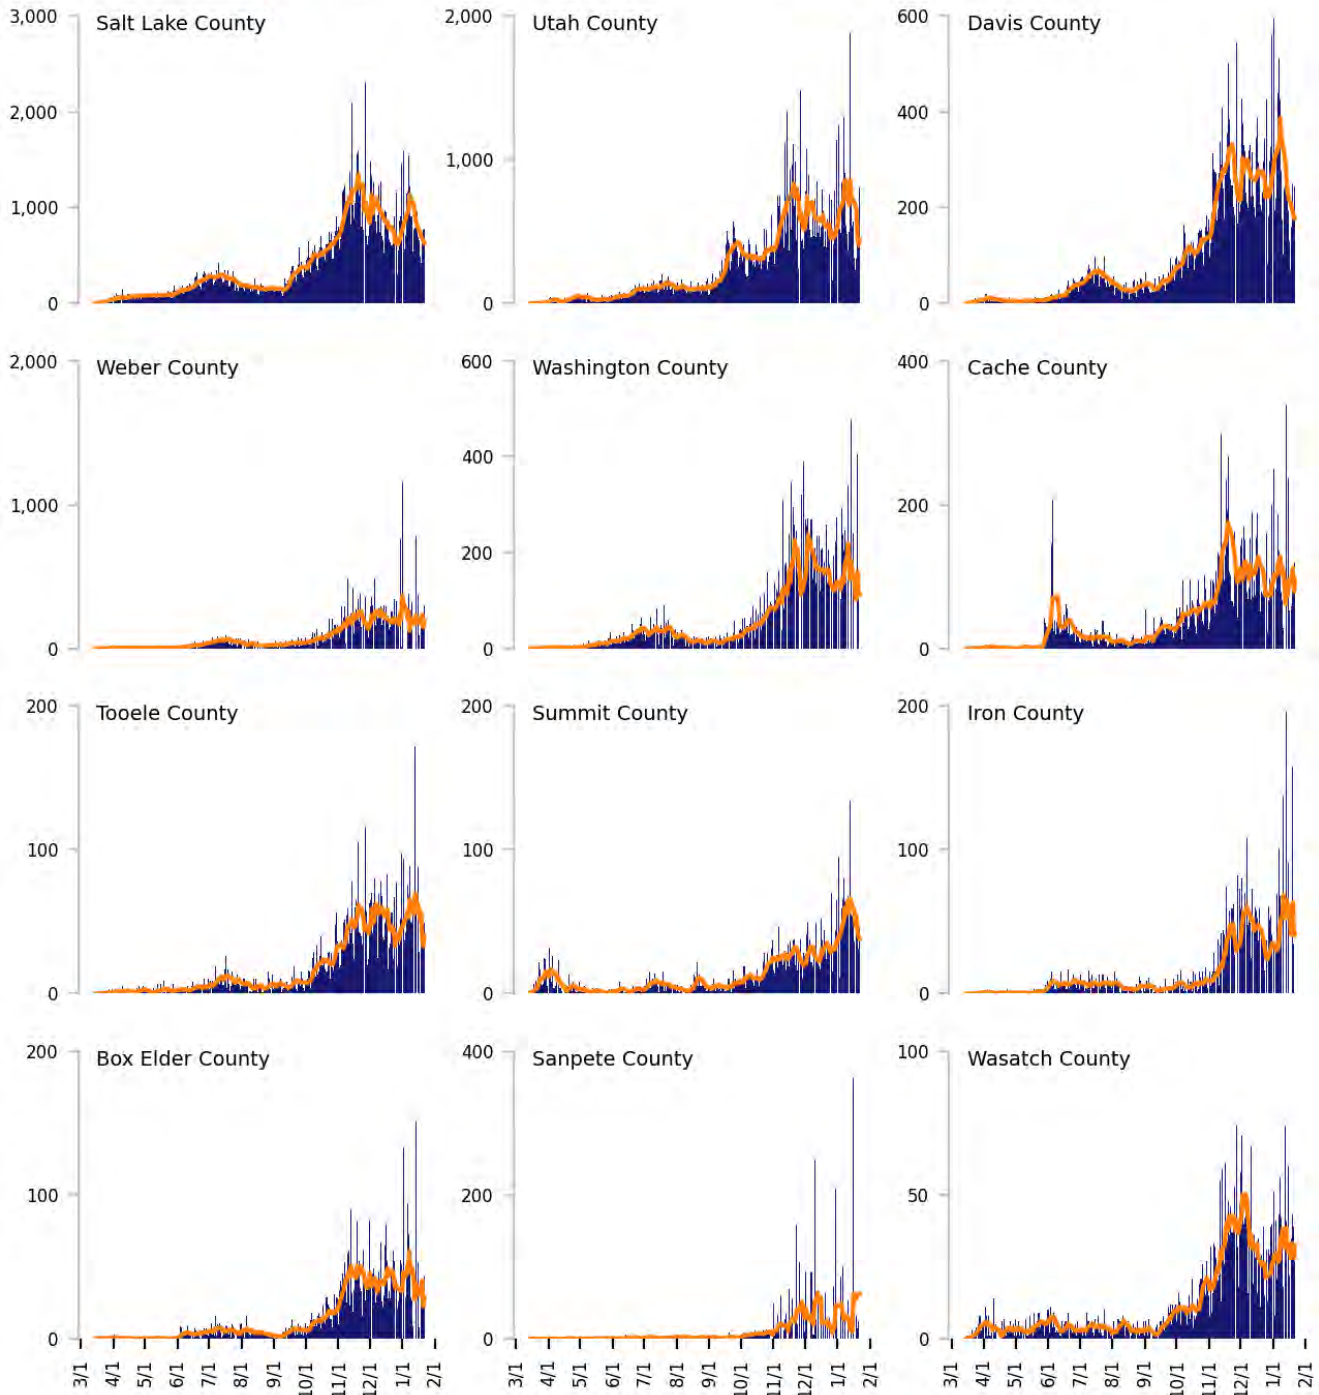 3,000 Salt Lake County 2,000 Utah County 600 Davis County
2,000 400
1,000
1,000 200
0 0 0
2,000 Weber County 600 Washington County 400 Cache County
400
1,000 200
200
0 0 0
200 Tooele County 200 Summit County 200 Iron County
100 100 100
0 0 0
200 Box Elder County 400 Sanpete County 100 Wasatch County
100 200 50
0 0 0
3/1 4/1 5/1 6/1 7/1 8/1 9/1 10/1 11/1 12/1 1/1 2/1 3/1 4/1 5/1 6/1 7/1 8/1 9/1 10/1 11/1 12/1 1/1 2/1 3/1 4/1 5/1 6/1 7/1 8/1 9/1 10/1 11/1 12/1 1/1 2/1